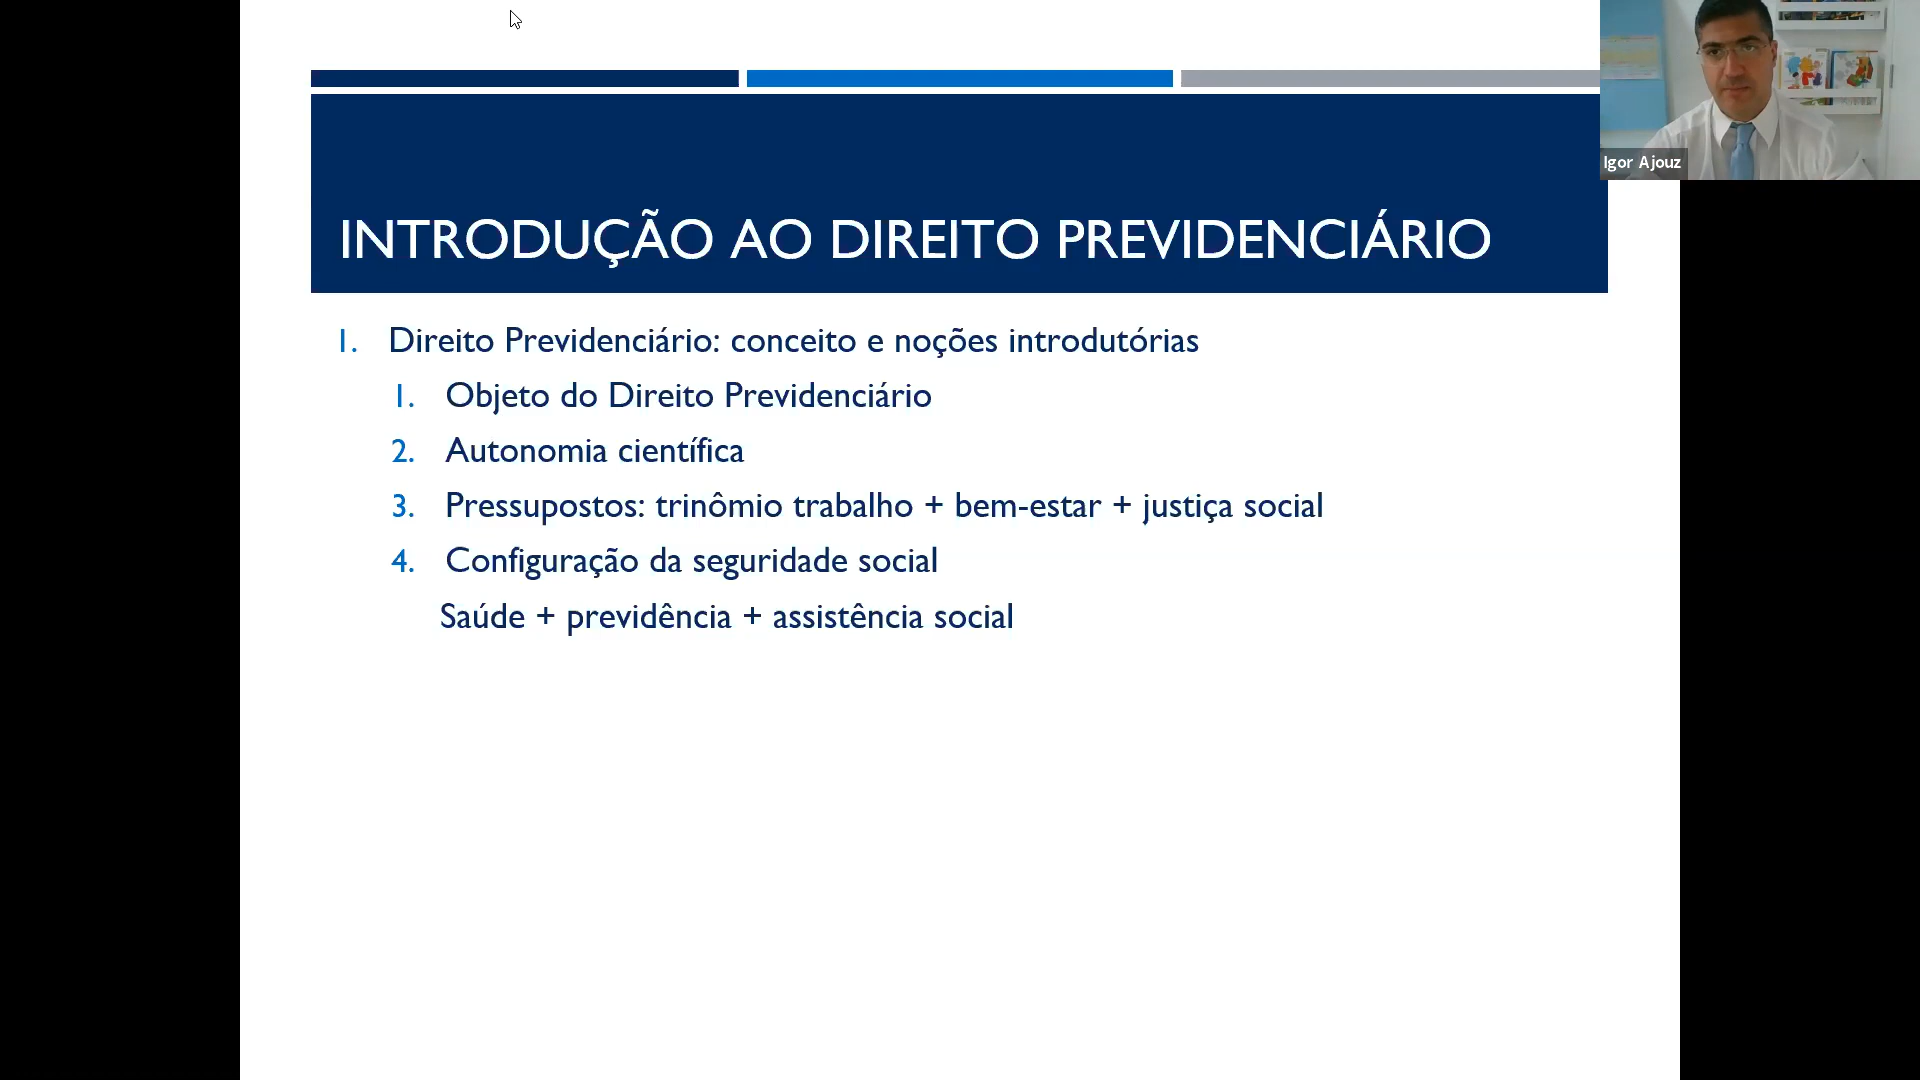 INTRODUÇÃO AO DIREITO PREVIDENCIÁRIO
1. Direito Previdenciário: conceito e noções introdutórias
1. Objeto do Direito Previdenciário
2. Autonomia científica
3. Pressupostos: trinômio trabalho + bem-estar + justiça social
4. Configuração da seguridade social
Saúde + previdência + assistência social
Igor Ajouz